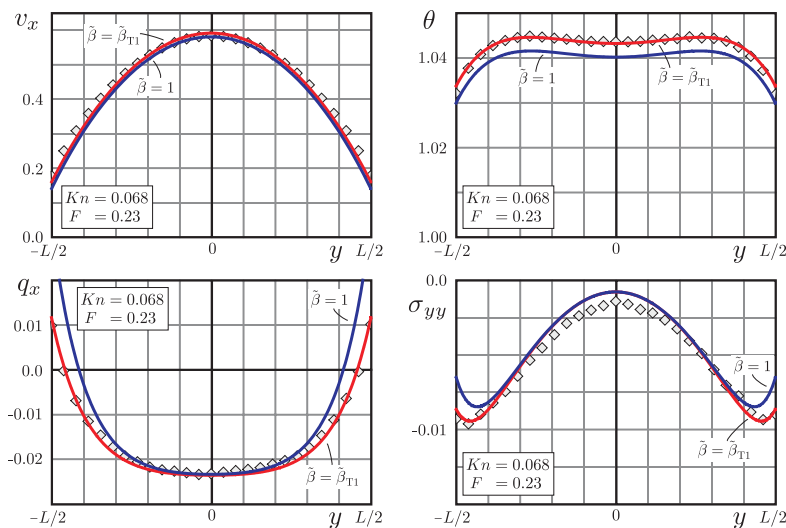 v_x
0.4
0.2
0.0
β̃ = β̃_T1
β̃ = 1
Kn = 0.068
F = 0.23
-L/2
0
y
L/2
θ
1.04
1.02
1.00
β̃ = 1
β̃ = β̃_T1
Kn = 0.068
F = 0.23
-L/2
0
y
L/2
q_x
0.01
0.0
-0.01
-0.02
Kn = 0.068
F = 0.23
β̃ = 1
β̃ = β̃_T1
-L/2
0
y
L/2
σ_yy
0.0
-0.01
β̃ = 1
β̃ = β̃_T1
Kn = 0.068
F = 0.23
-L/2
0
y
L/2